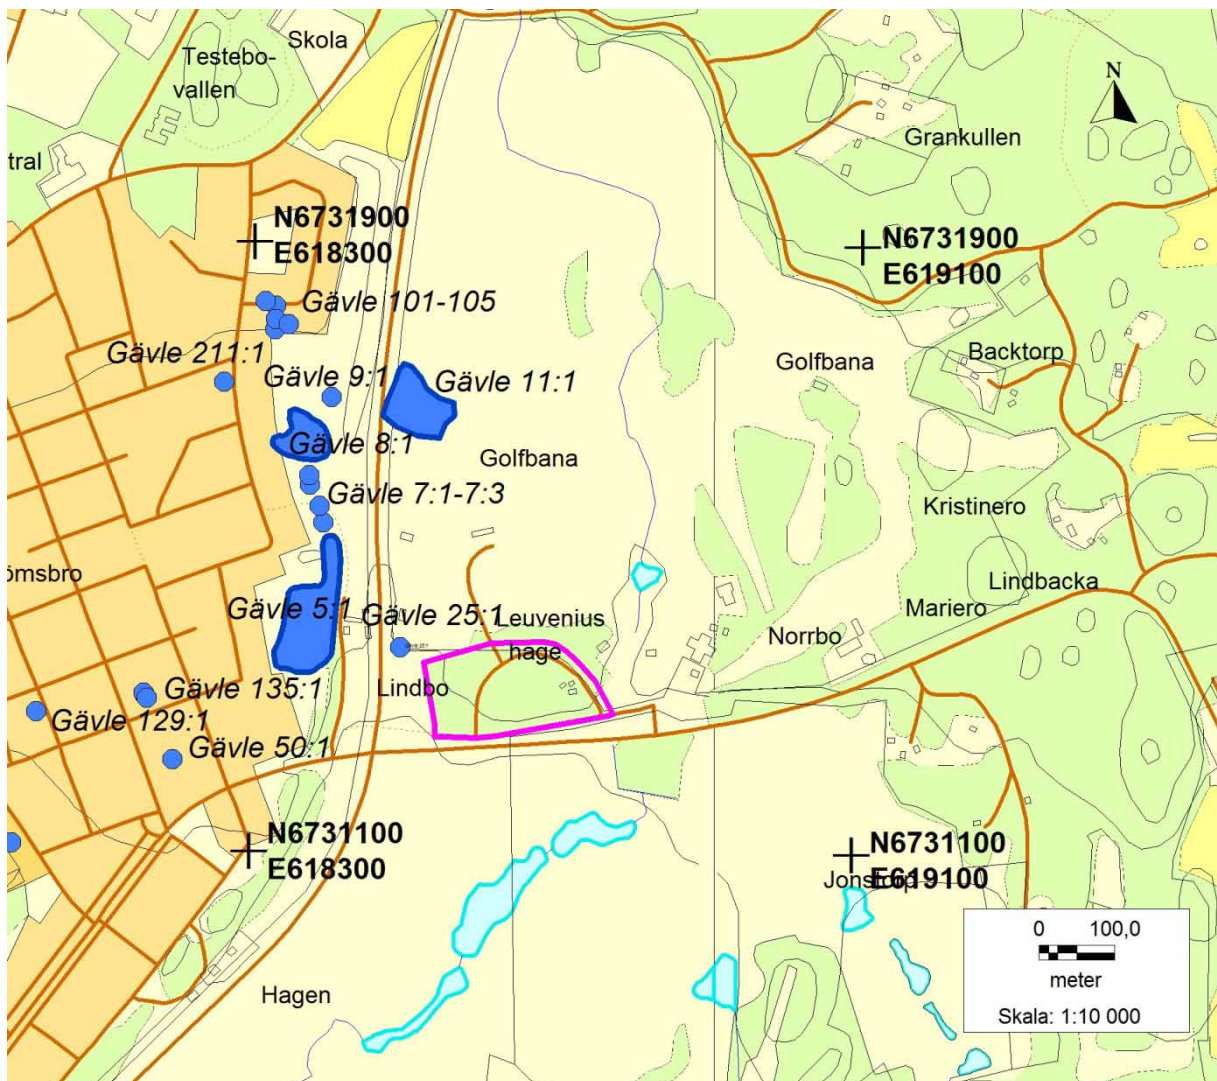 Skola
Testebo-
vallen
N
Grankullen
tral
N6731900
E618300
N6731900
E619100
Gävle 101-105
Gävle 211:1
Gävle 9:1
Gävle 11:1
Golfbana
Backtorp
Gävle 8:1
Golfbana
Gävle 7:1-7:3
Kristinero
ömsbro
Lindbacka
Gävle 5:1
Gävle 25:1
Leuvenius
hage
Mariero
Norrbo
Lindbo
Gävle 135:1
Gävle 129:1
Gävle 50:1
N6731100
E618300
N6731100
E619100
Jonstorp
Hagen
0 100,0
meter
Skala: 1:10 000